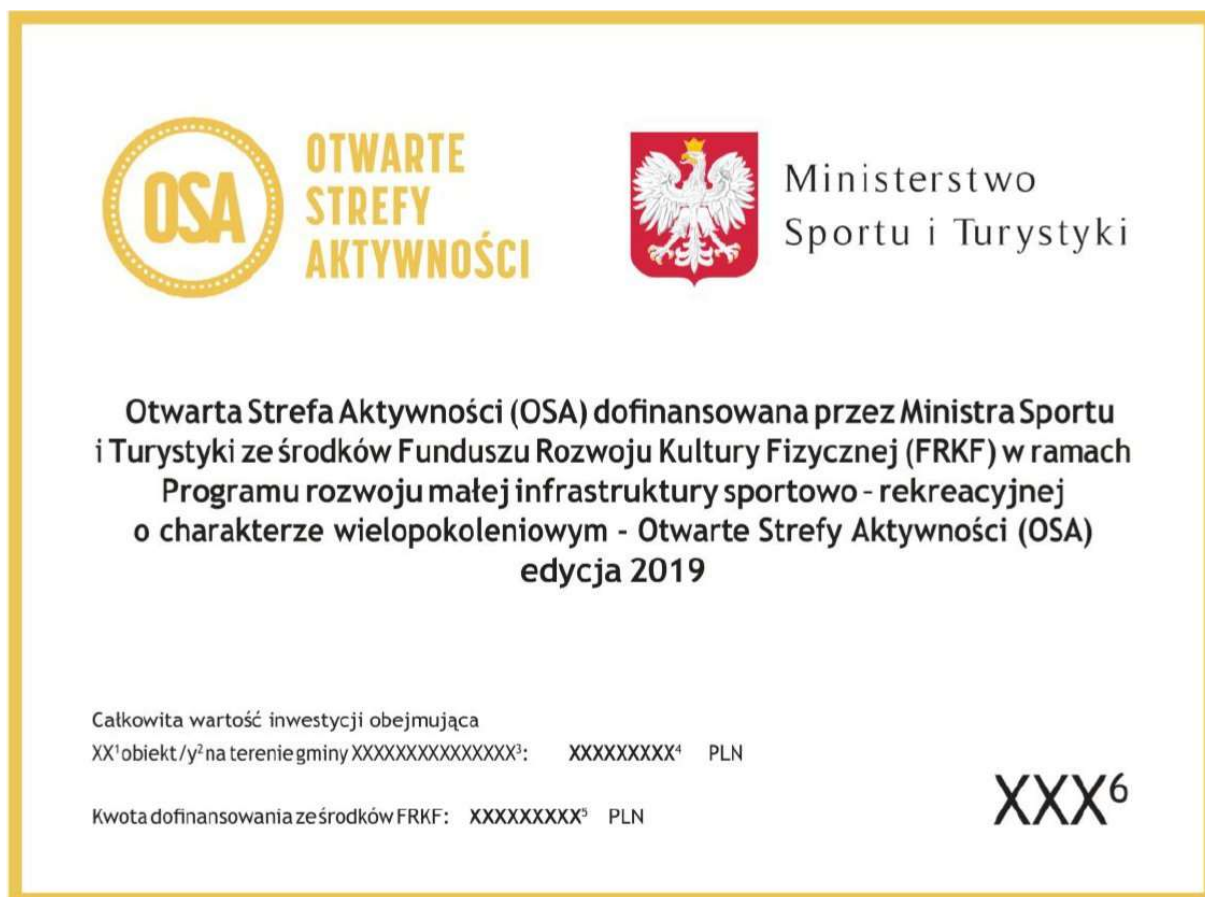 OSA
OTWARTE
STREFY
AKTYWNOŚCI
Ministerstwo
Sportu i Turystyki
Otwarta Strefa Aktywności (OSA) dofinansowana przez Ministra Sportu
i Turystyki ze środków Funduszu Rozwoju Kultury Fizycznej (FRKF) w ramach
Programu rozwoju małej infrastruktury sportowo – rekreacyjnej
o charakterze wielopokoleniowym - Otwarte Strefy Aktywności (OSA)
edycja 2019
Całkowita wartość inwestycji obejmująca
XX¹ obiekt/y² na terenie gminy XXXXXXXXXXXXXXX³: XXXXXXXXX⁴ PLN
Kwota dofinansowania ze środków FRKF: XXXXXXXXX⁵ PLN
XXX⁶